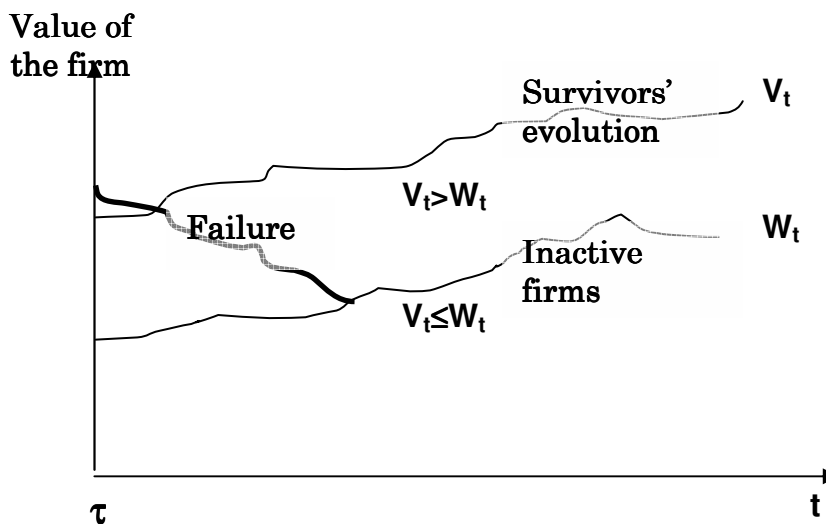 Value of
the firm
Survivors'
evolution
Vₜ
Vₜ>Wₜ
Failure
Wₜ
Inactive
firms
Vₜ≤Wₜ
τ
t